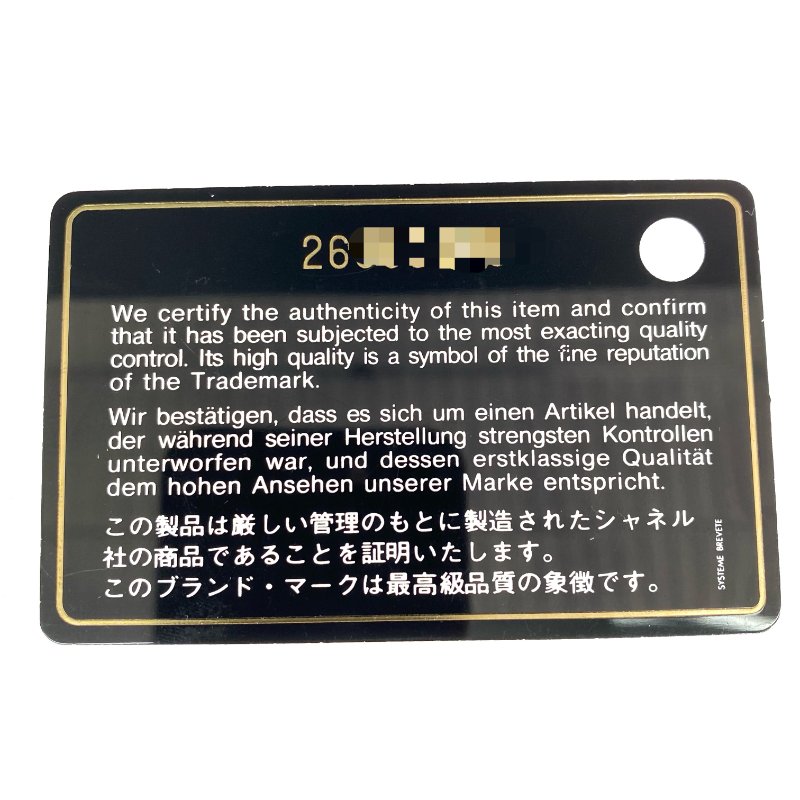 26
We certify the authenticity of this item and confirm
that it has been subjected to the most exacting quality
control. Its high quality is a symbol of the fine reputation
of the Trademark.
Wir bestätigen, dass es sich um einen Artikel handelt,
der während seiner Herstellung strengsten Kontrollen
unterworfen war, und dessen erstklassige Qualität
dem hohen Ansehen unserer Marke entspricht.
この製品は厳しい管理のもとに製造されたシャネル
社の商品であることを証明いたします。
このブランド・マークは最高級品質の象徴です。
SYSTEME BREVETE